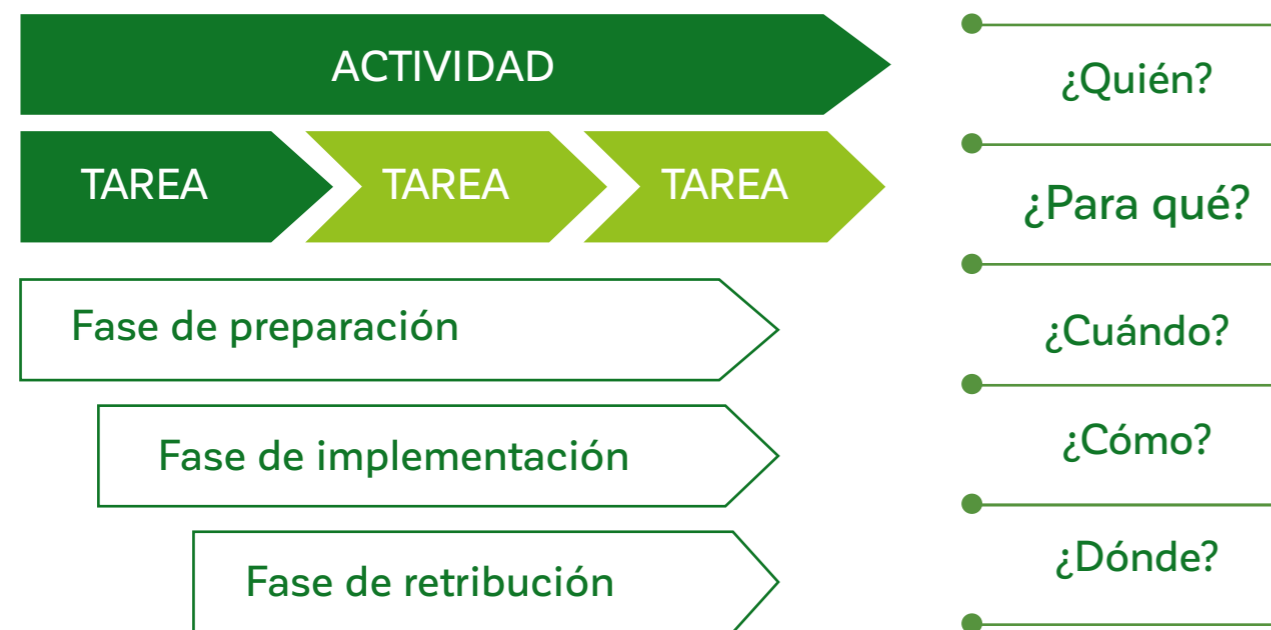 ACTIVIDAD
TAREA TAREA TAREA
Fase de preparación
Fase de implementación
Fase de retribución
¿Quién?
¿Para qué?
¿Cuándo?
¿Cómo?
¿Dónde?